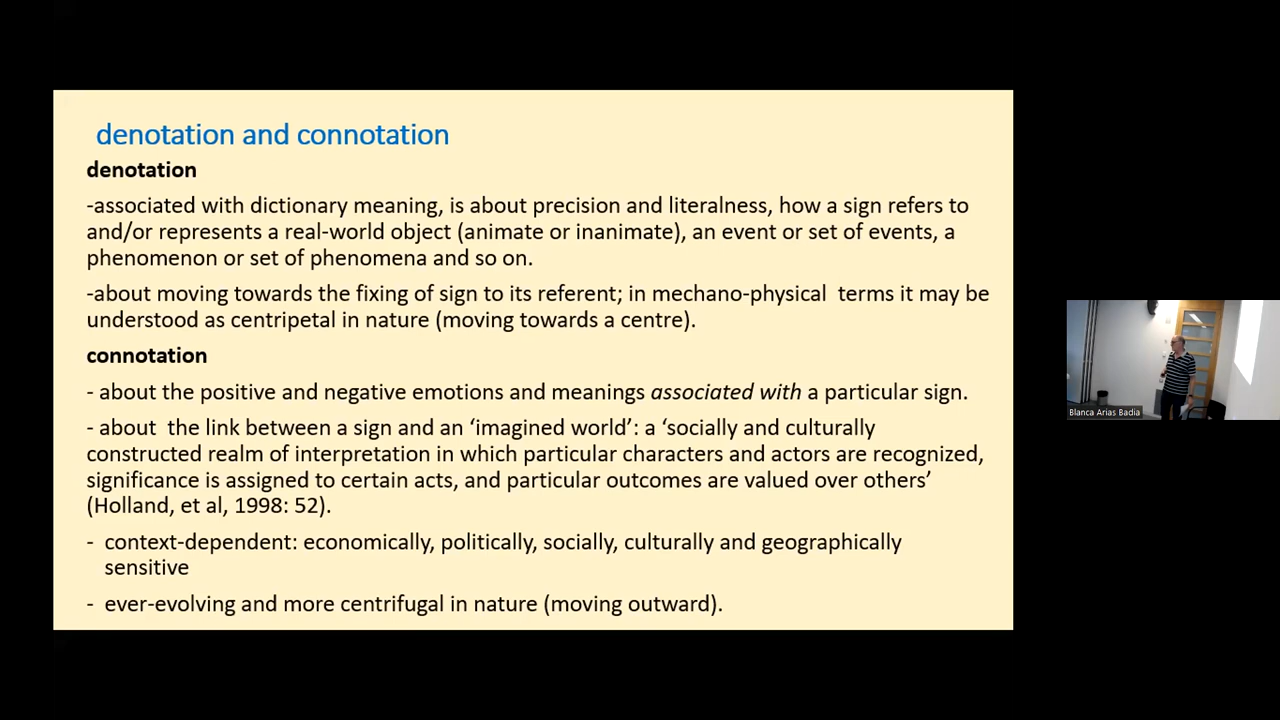 denotation and connotation
denotation
-associated with dictionary meaning, is about precision and literalness, how a sign refers to
and/or represents a real-world object (animate or inanimate), an event or set of events, a
phenomenon or set of phenomena and so on.
-about moving towards the fixing of sign to its referent; in mechano-physical  terms it may be
understood as centripetal in nature (moving towards a centre).
connotation
- about the positive and negative emotions and meanings associated with a particular sign.
- about  the link between a sign and an ‘imagined world’: a ‘socially and culturally
constructed realm of interpretation in which particular characters and actors are recognized,
significance is assigned to certain acts, and particular outcomes are valued over others’
(Holland, et al, 1998: 52).
- context-dependent: economically, politically, socially, culturally and geographically
sensitive
- ever-evolving and more centrifugal in nature (moving outward).
Blanca Arias Badia